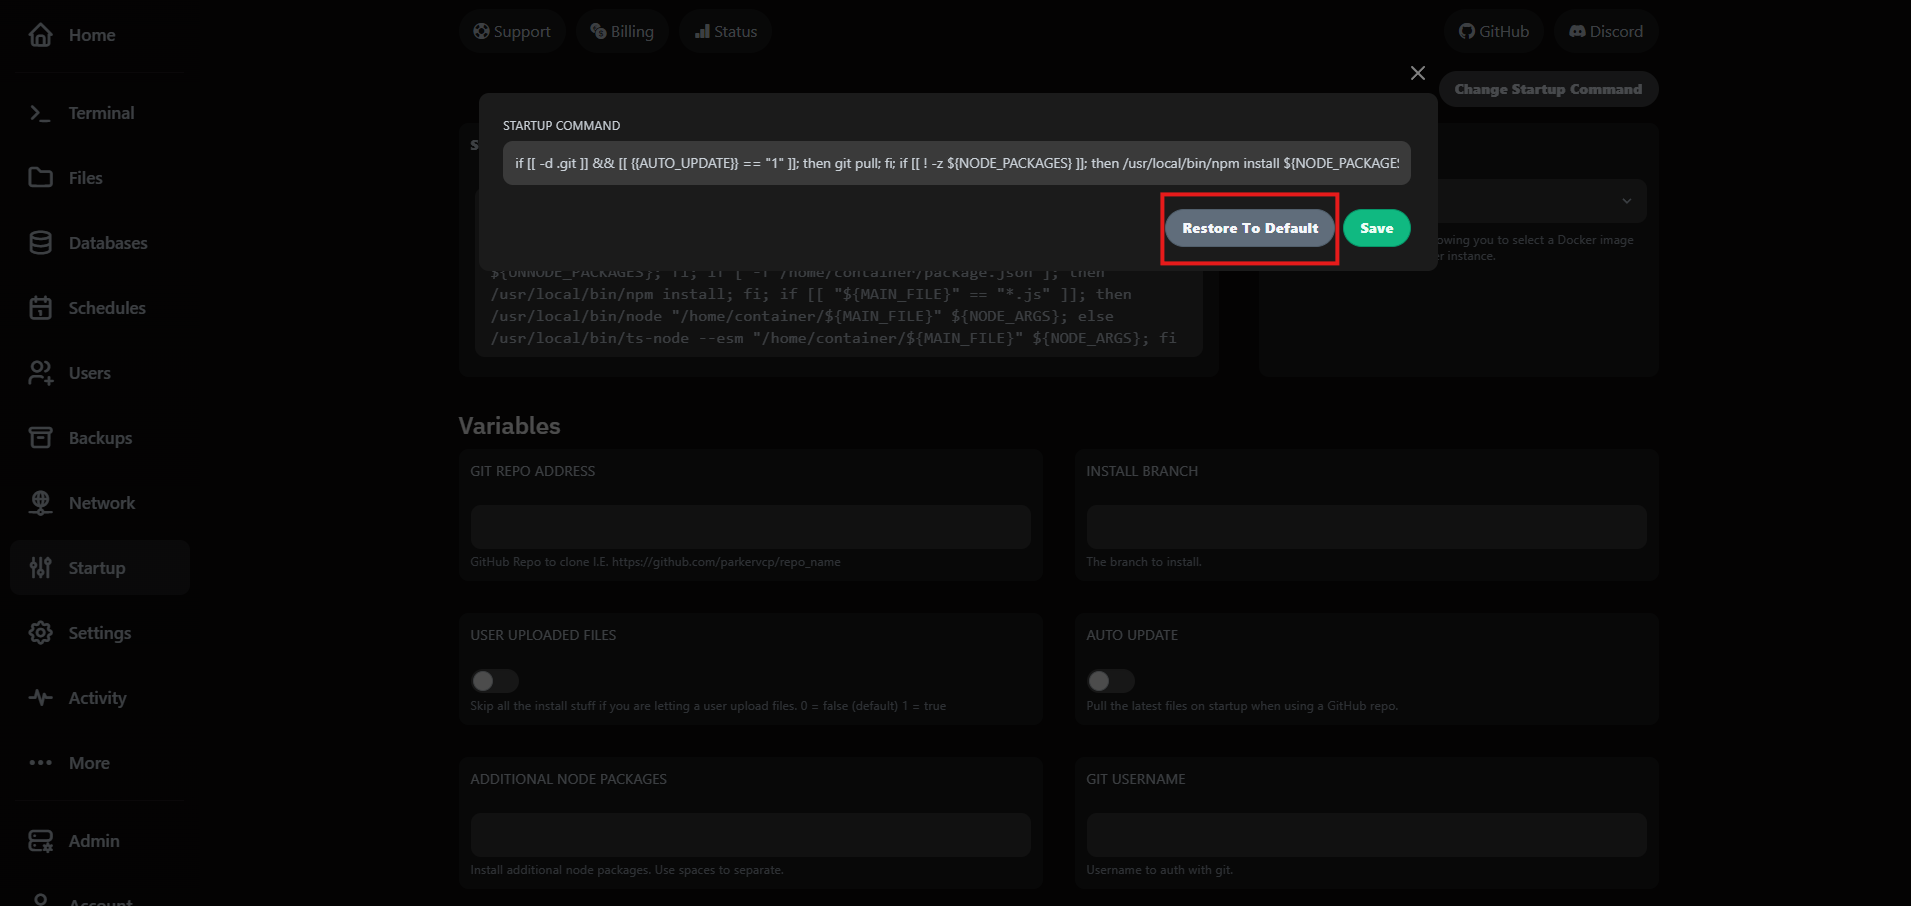 Home
Terminal
Files
Databases
Schedules
Users
Backups
Network
Startup
Settings
Activity
More
Admin
Account
Support
Billing
Status
GitHub
Discord
Change Startup Command
STARTUP COMMAND
if [[ -d .git ]] && [[ {{AUTO_UPDATE}} == "1" ]]; then git pull; fi; if [[ ! -z ${NODE_PACKAGES} ]]; then /usr/local/bin/npm install ${NODE_PACKAGES
Restore To Default
Save
owing you to select a Docker image
r instance.
${UNNODE_PACKAGES}; fi; if [ -f /home/container/package.json ]; then
/usr/local/bin/npm install; fi; if [[ "${MAIN_FILE}" == "*.js" ]]; then
/usr/local/bin/node "/home/container/${MAIN_FILE}" ${NODE_ARGS}; else
/usr/local/bin/ts-node --esm "/home/container/${MAIN_FILE}" ${NODE_ARGS}; fi
Variables
GIT REPO ADDRESS
GitHub Repo to clone I.E. https://github.com/parkervcp/repo_name
INSTALL BRANCH
The branch to install.
USER UPLOADED FILES
Skip all the install stuff if you are letting a user upload files. 0 = false (default) 1 = true
AUTO UPDATE
Pull the latest files on startup when using a GitHub repo.
ADDITIONAL NODE PACKAGES
Install additional node packages. Use spaces to separate.
GIT USERNAME
Username to auth with git.